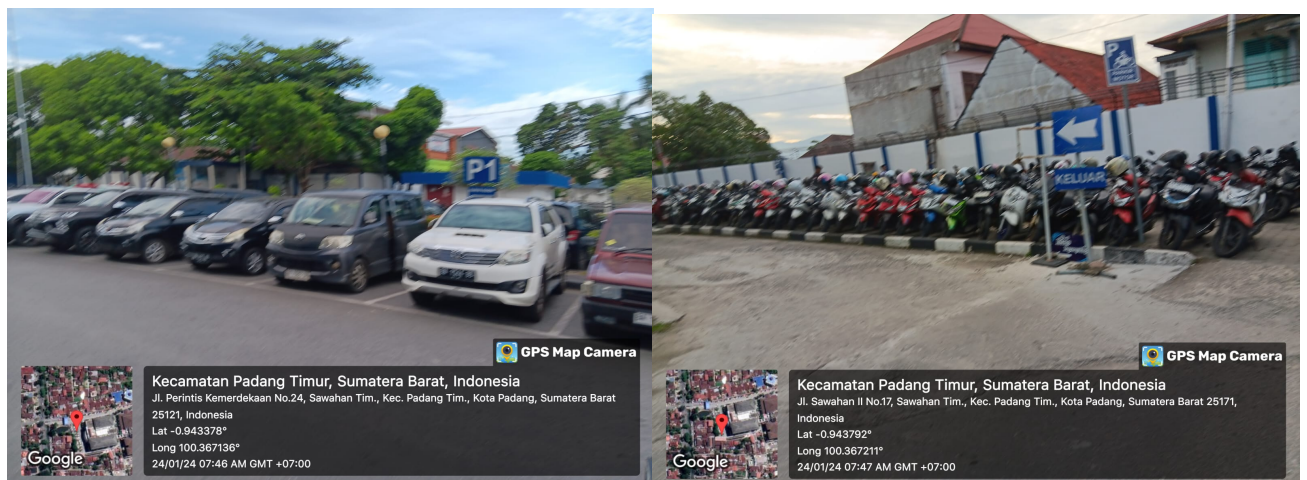 P1
GPS Map Camera
Kecamatan Padang Timur, Sumatera Barat, Indonesia
Jl. Perintis Kemerdekaan No.24, Sawahan Tim., Kec. Padang Tim., Kota Padang, Sumatera Barat
25121, Indonesia
Lat -0.943378°
Long 100.367136°
24/01/24 07:46 AM GMT +07:00
Google
P
PARKIR
MOTOR
KELUAR
GPS Map Camera
Kecamatan Padang Timur, Sumatera Barat, Indonesia
Jl. Sawahan II No.17, Sawahan Tim., Kec. Padang Tim., Kota Padang, Sumatera Barat 25171,
Indonesia
Lat -0.943792°
Long 100.367211°
24/01/24 07:47 AM GMT +07:00
Google